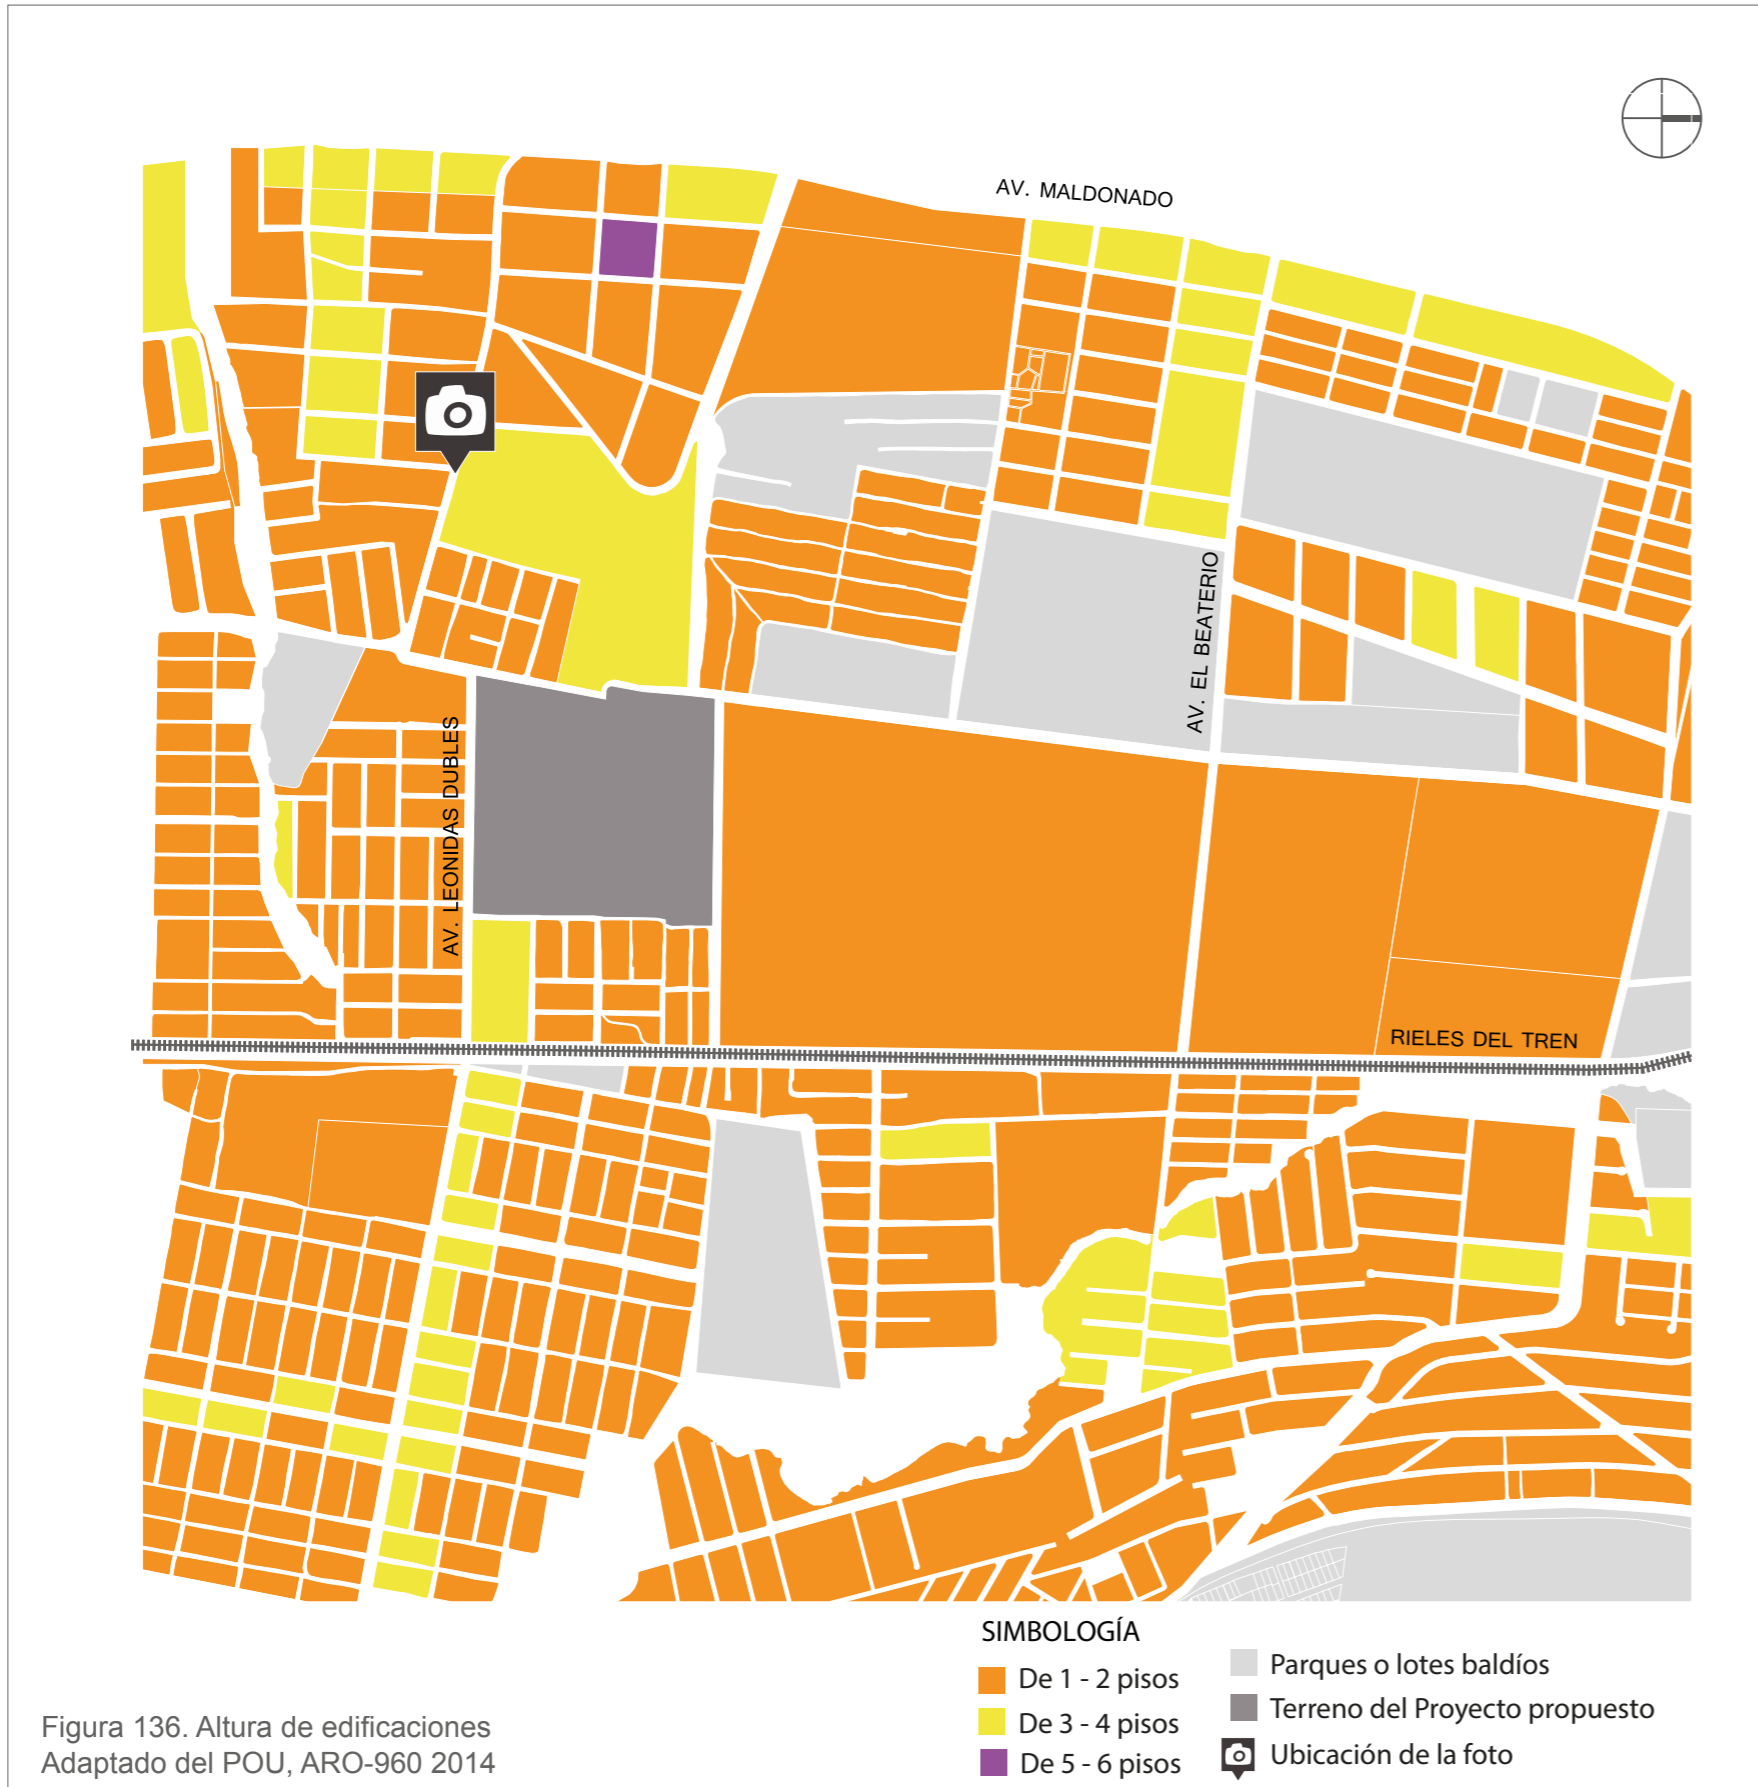 AV. MALDONADO
AV. EL BEATERIO
AV. LEONIDAS DUBLES
RIELES DEL TREN
SIMBOLOGÍA
De 1 - 2 pisos
De 3 - 4 pisos
De 5 - 6 pisos
Parques o lotes baldíos
Terreno del Proyecto propuesto
Ubicación de la foto
Figura 136. Altura de edificaciones
Adaptado del POU, ARO-960 2014